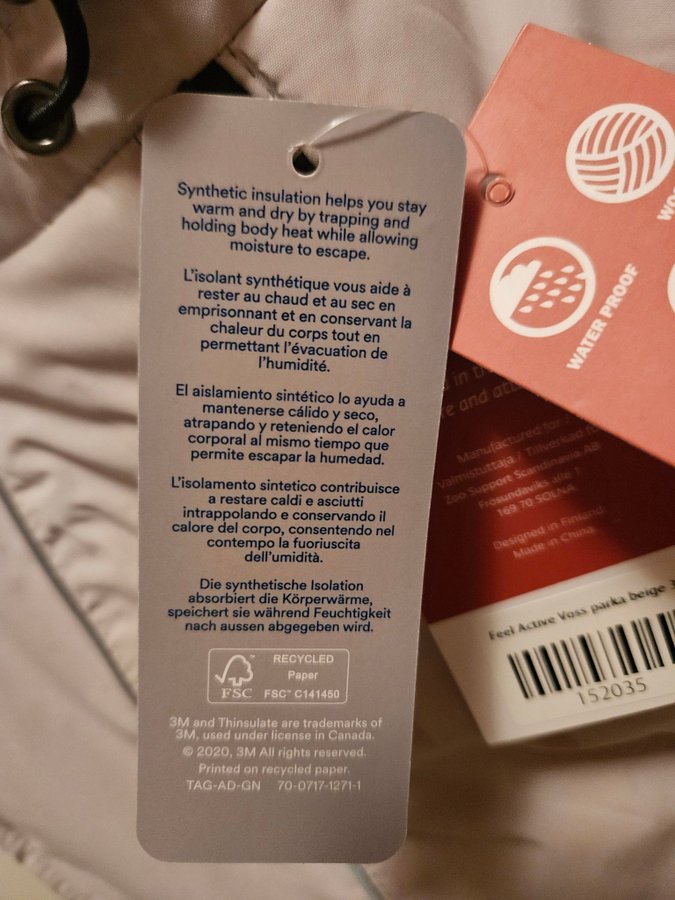 Synthetic insulation helps you stay
warm and dry by trapping and
holding body heat while allowing
moisture to escape.
L'isolant synthétique vous aide à
rester au chaud et au sec en
emprisonnant et en conservant la
chaleur du corps tout en
permettant l'évacuation de
l'humidité.
El aislamiento sintético lo ayuda a
mantenerse cálido y seco,
atrapando y reteniendo el calor
corporal al mismo tiempo que
permite escapar la humedad.
L'isolamento sintetico contribuisce
a restare caldi e asciutti
intrappolando e conservando il
calore del corpo, consentendo nel
contempo la fuoriuscita
dell'umidità.
Die synthetische Isolation
absorbiert die Körperwärme,
speichert sie während Feuchtigkeit
nach aussen abgegeben wird.
FSC™
RECYCLED
Paper
FSC™ C141450
3M and Thinsulate are trademarks of
3M, used under license in Canada.
© 2020, 3M All rights reserved.
Printed on recycled paper.
TAG-AD-GN 70-0717-1271-1
WATER PROOF
Manufactured for
Valmistuttaja / Tillverkad
Zoo Support Scandinavia AB
Frösundaviks allé 1
169 70 SOLNA
Designed in Finland
Made in China
Feel Active Voss parka beige
152035